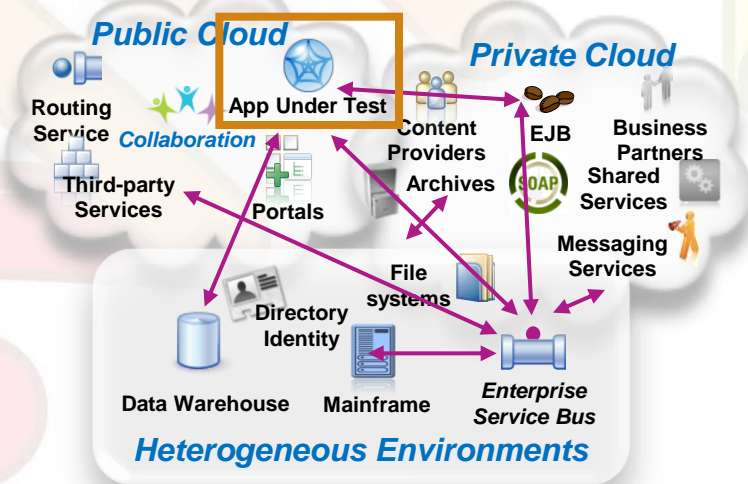 Public Cloud
Private Cloud
Routing
Service
Collaboration
App Under Test
Content
Providers
EJB
Business
Partners
Third-party
Services
Portals
Archives
SOAP
Shared
Services
Messaging
Services
File
systems
Directory
Identity
Data Warehouse
Mainframe
Enterprise
Service Bus
Heterogeneous Environments